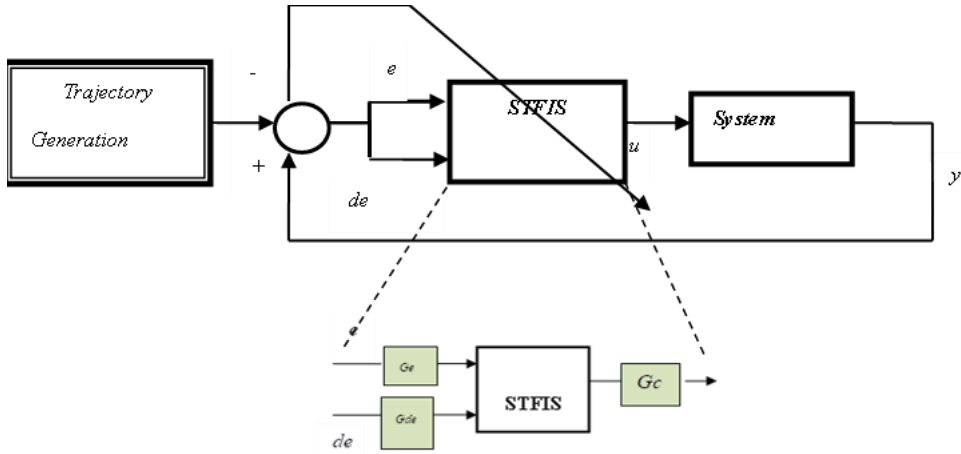 Trajectory
Generation
-
+
e
de
STFIS
u
System
y
e
de
Ge
Gde
STFIS
Gc